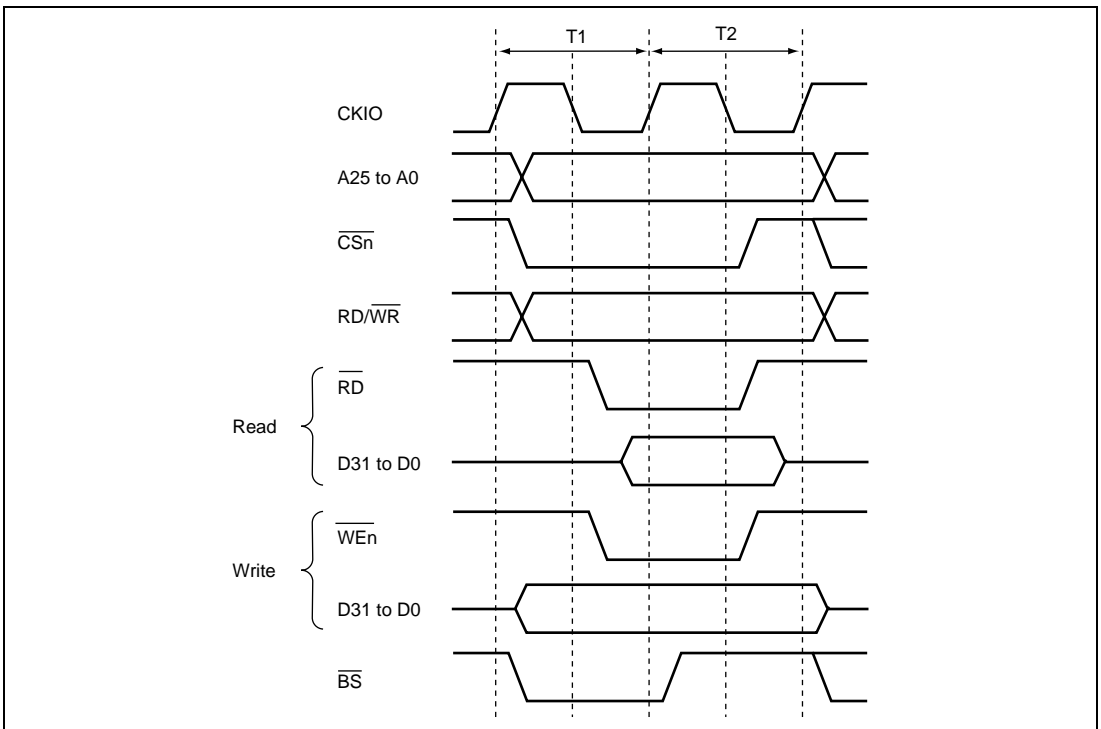 T1 T2
CKIO
A25 to A0
CSn
RD/WR
Read
RD
D31 to D0
Write
WEn
D31 to D0
BS